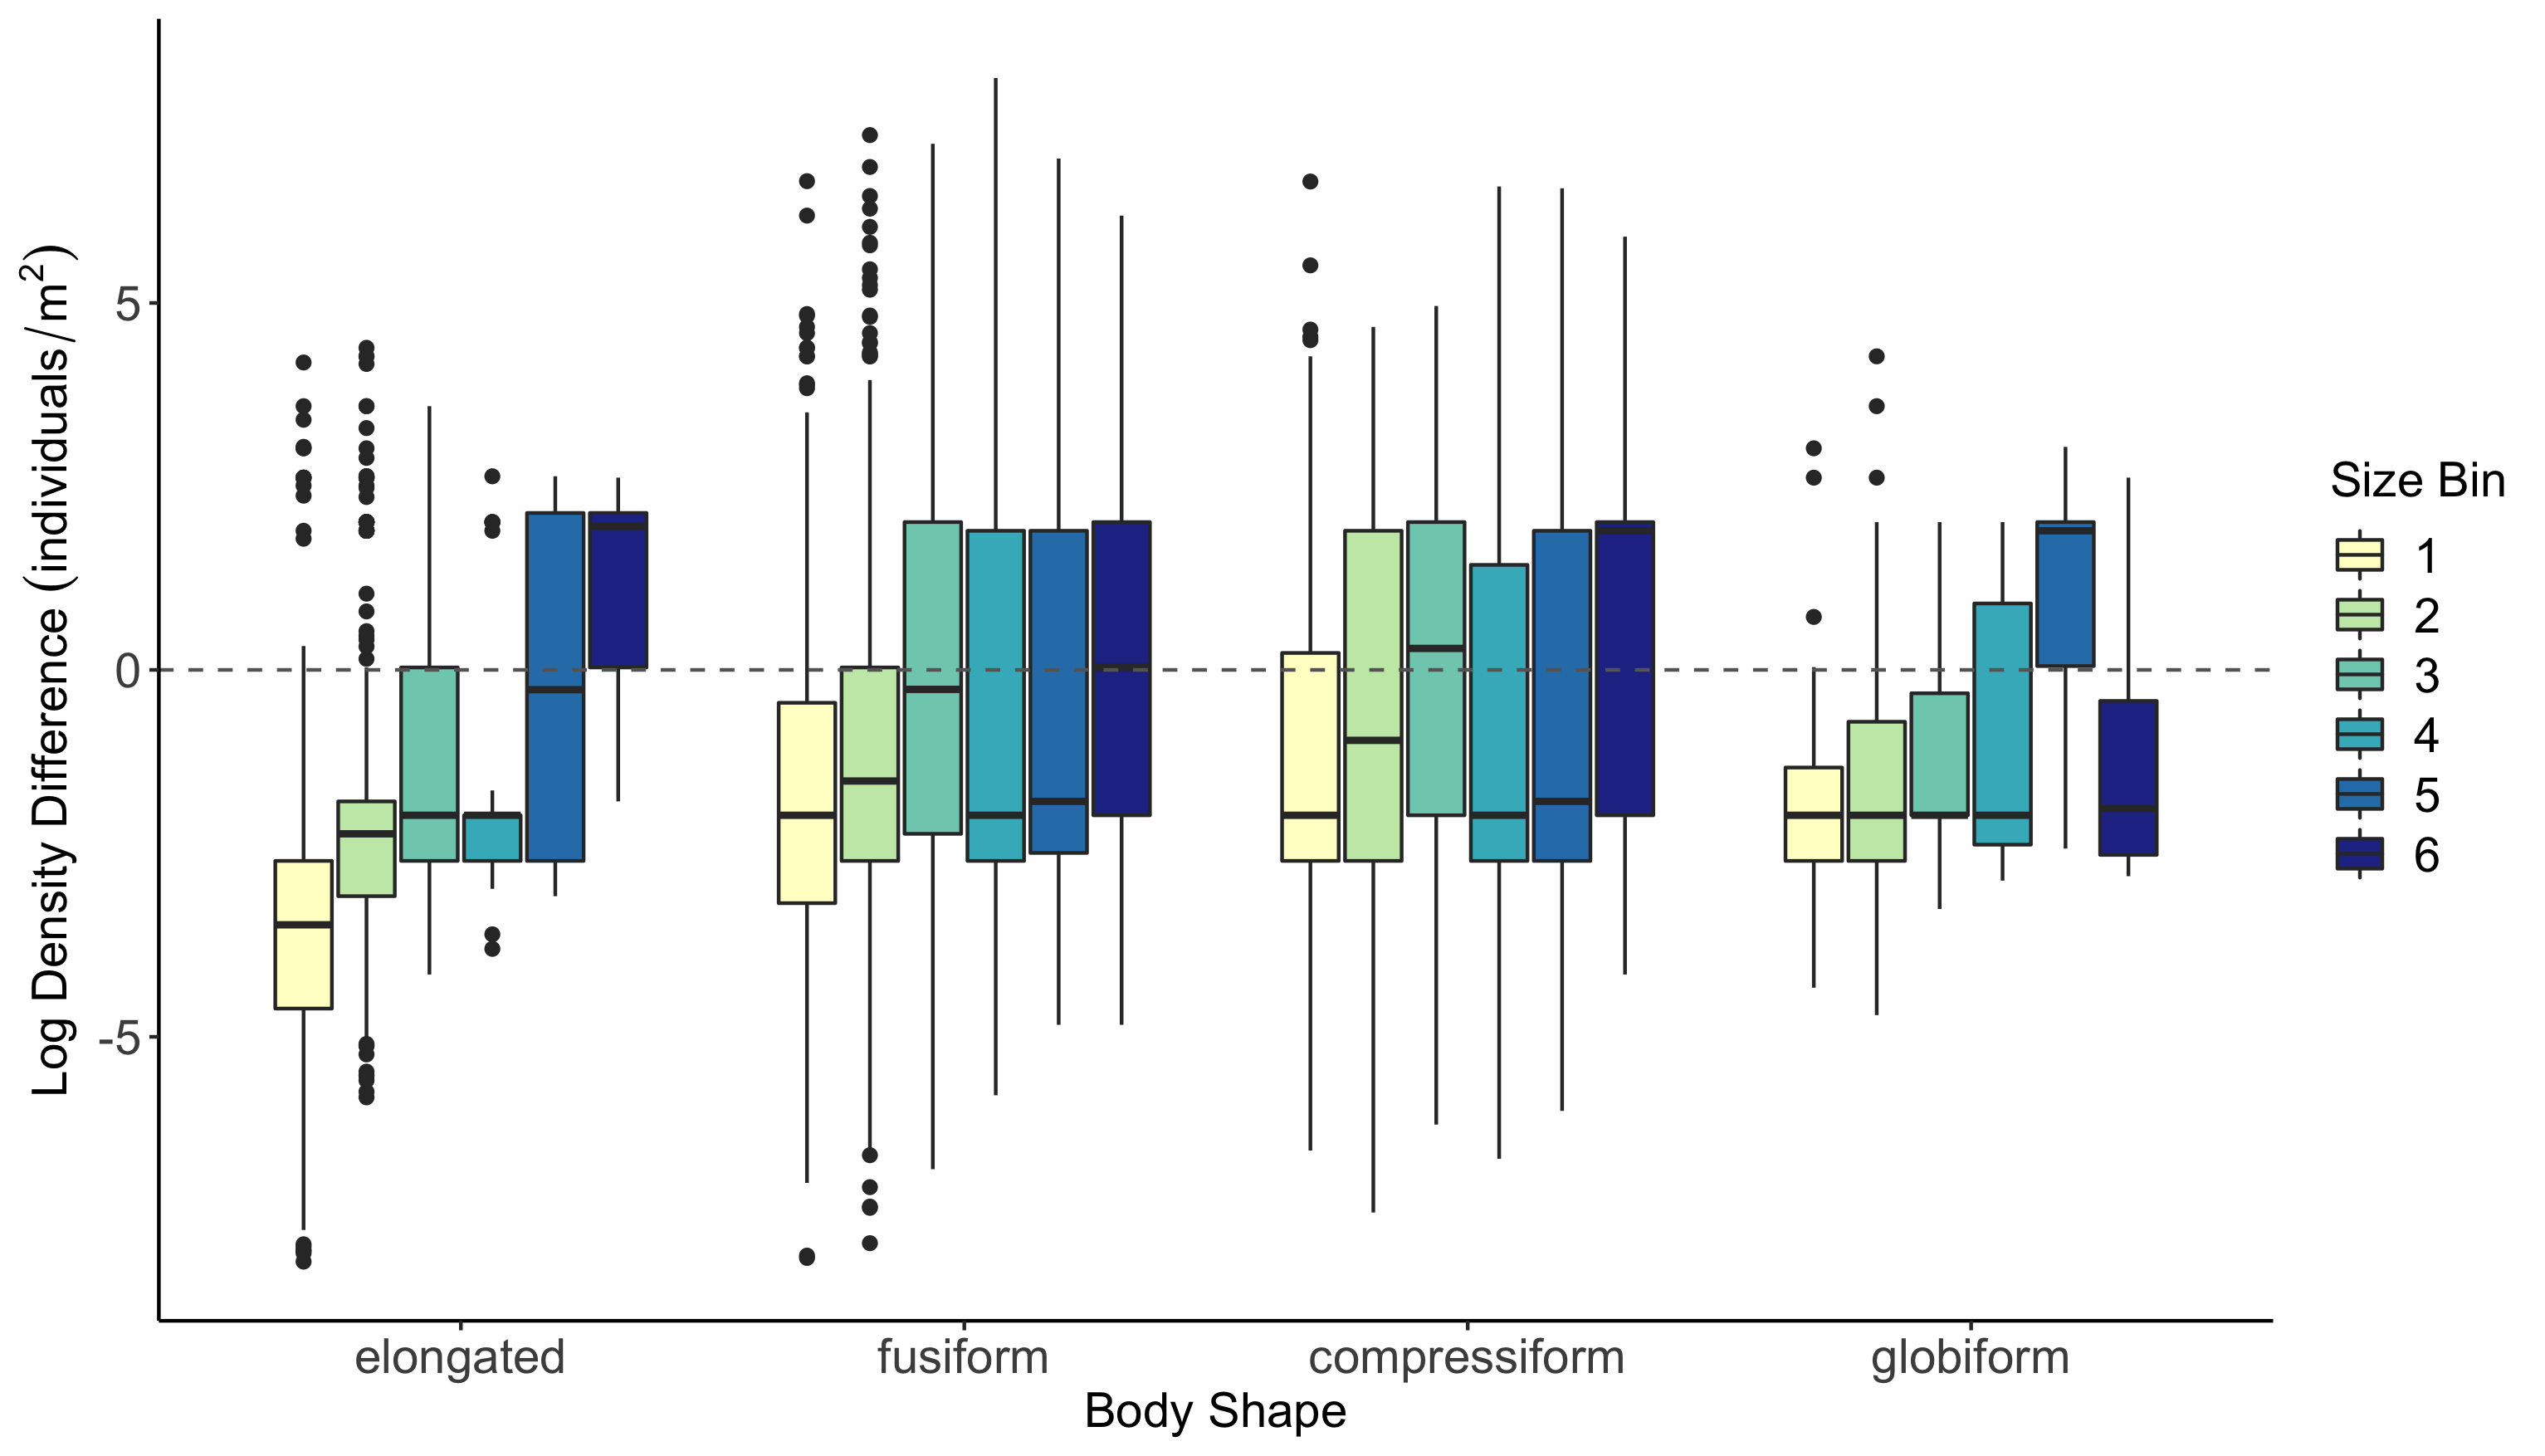 Log Density Difference (individuals/m²)
5
0
-5
elongated fusiform compressiform globiform
Body Shape
Size Bin
1
2
3
4
5
6